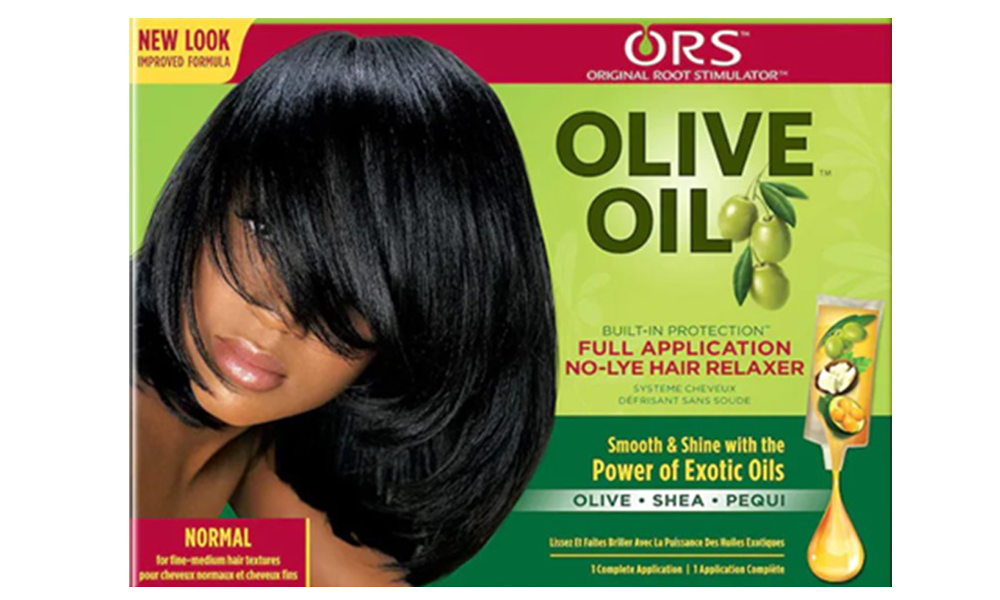 NEW LOOK
IMPROVED FORMULA
ORS™
ORIGINAL ROOT STIMULATOR™
OLIVE
OIL™
BUILT-IN PROTECTION™
FULL APPLICATION
NO-LYE HAIR RELAXER
SYSTEME CHEVEUX
DÉFRISANT SANS SOUDE
Smooth & Shine with the
Power of Exotic Oils
OLIVE • SHEA • PEQUI
Lissez Et Faites Briller Avec La Puissance Des Huiles Exotiques
1 Complete Application | 1 Application Complète
NORMAL
for fine-medium hair textures
pour cheveux normaux et cheveux fins